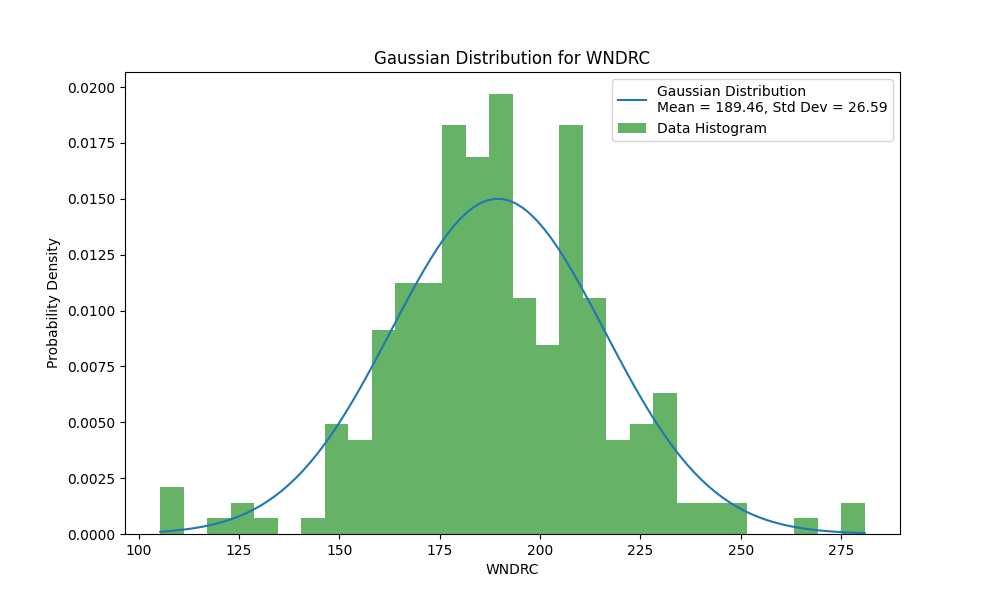 Gaussian Distribution for WNDRC
Gaussian Distribution
Mean = 189.46, Std Dev = 26.59
Data Histogram
Probability Density
0.0200
0.0175
0.0150
0.0125
0.0100
0.0075
0.0050
0.0025
0.0000
100 125 150 175 200 225 250 275
WNDRC